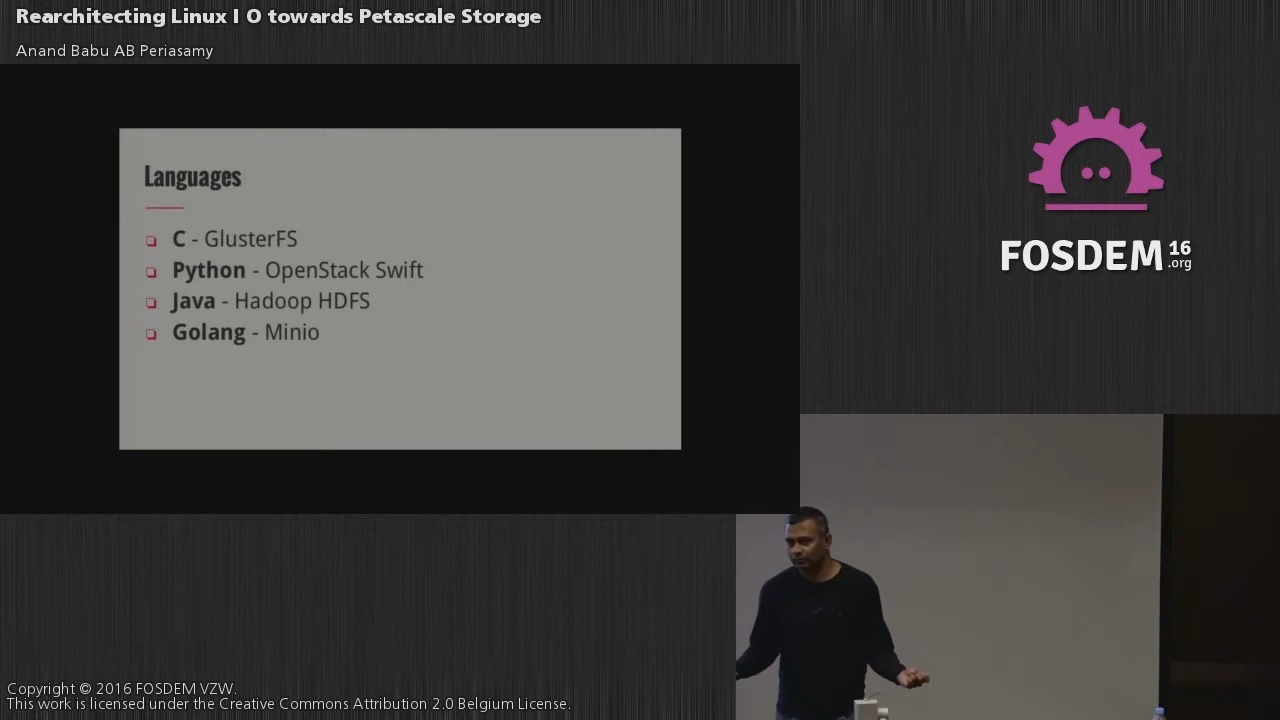 Rearchitecting Linux I O towards Petascale Storage
Anand Babu AB Periasamy
Languages
C - GlusterFS
Python - OpenStack Swift
Java - Hadoop HDFS
Golang - Minio
FOSDEM 16
.org
Copyright © 2016 FOSDEM VZW.
This work is licensed under the Creative Commons Attribution 2.0 Belgium License.